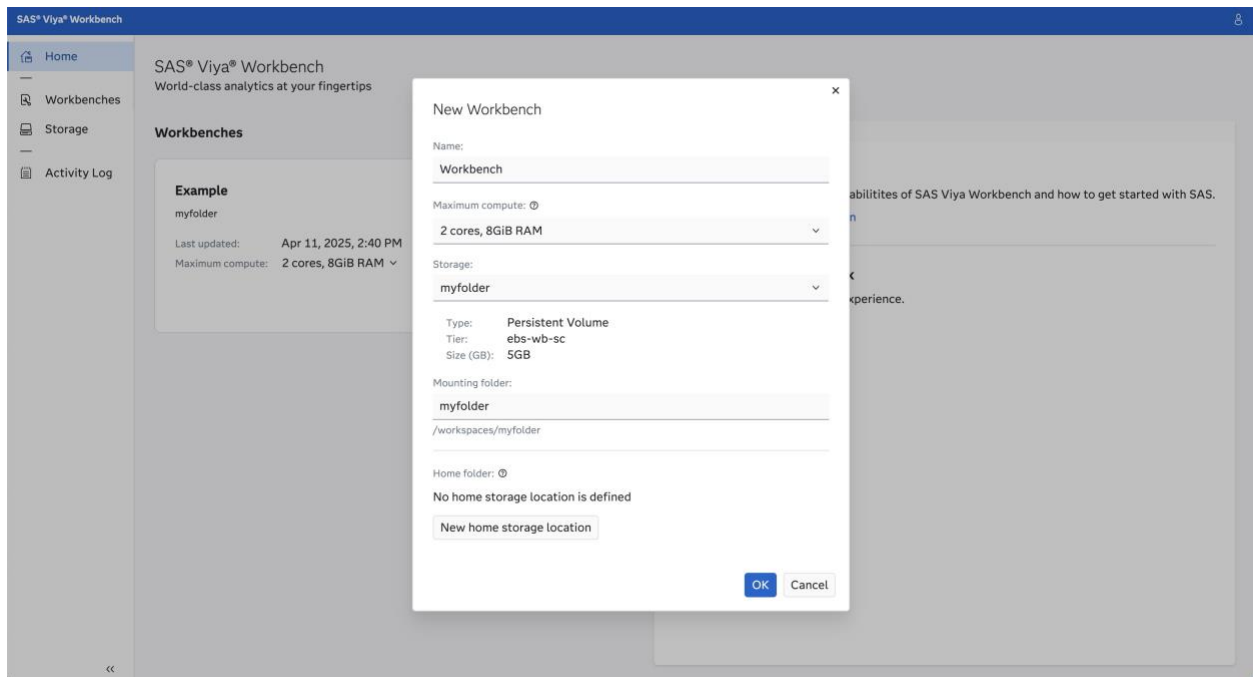 SAS® Viya® Workbench
Home
Workbenches
Storage
Activity Log
SAS® Viya® Workbench
World-class analytics at your fingertips
Workbenches
Example
myfolder
Last updated: Apr 11, 2025, 2:40 PM
Maximum compute: 2 cores, 8GiB RAM
New Workbench
Name:
Workbench
Maximum compute:
2 cores, 8GiB RAM
Storage:
myfolder
Type: Persistent Volume
Tier: ebs-wb-sc
Size (GB): 5GB
Mounting folder:
myfolder
/workspaces/myfolder
Home folder:
No home storage location is defined
New home storage location
OK Cancel
abilitites of SAS Viya Workbench and how to get started with SAS.
n
k
xperience.